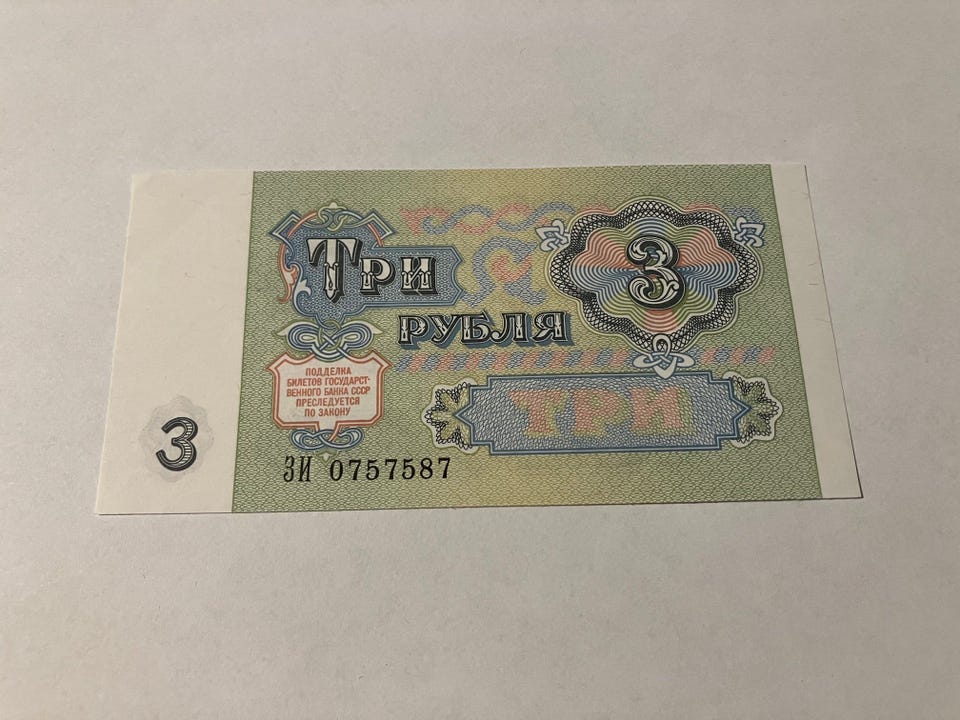 ТРИ
РУБЛЯ
3
ПОДДЕЛКА
БИЛЕТОВ ГОСУДАРСТ-
ВЕННОГО БАНКА СССР
ПРЕСЛЕДУЕТСЯ
ПО ЗАКОНУ
ТРИ
3
ЗИ 0757587